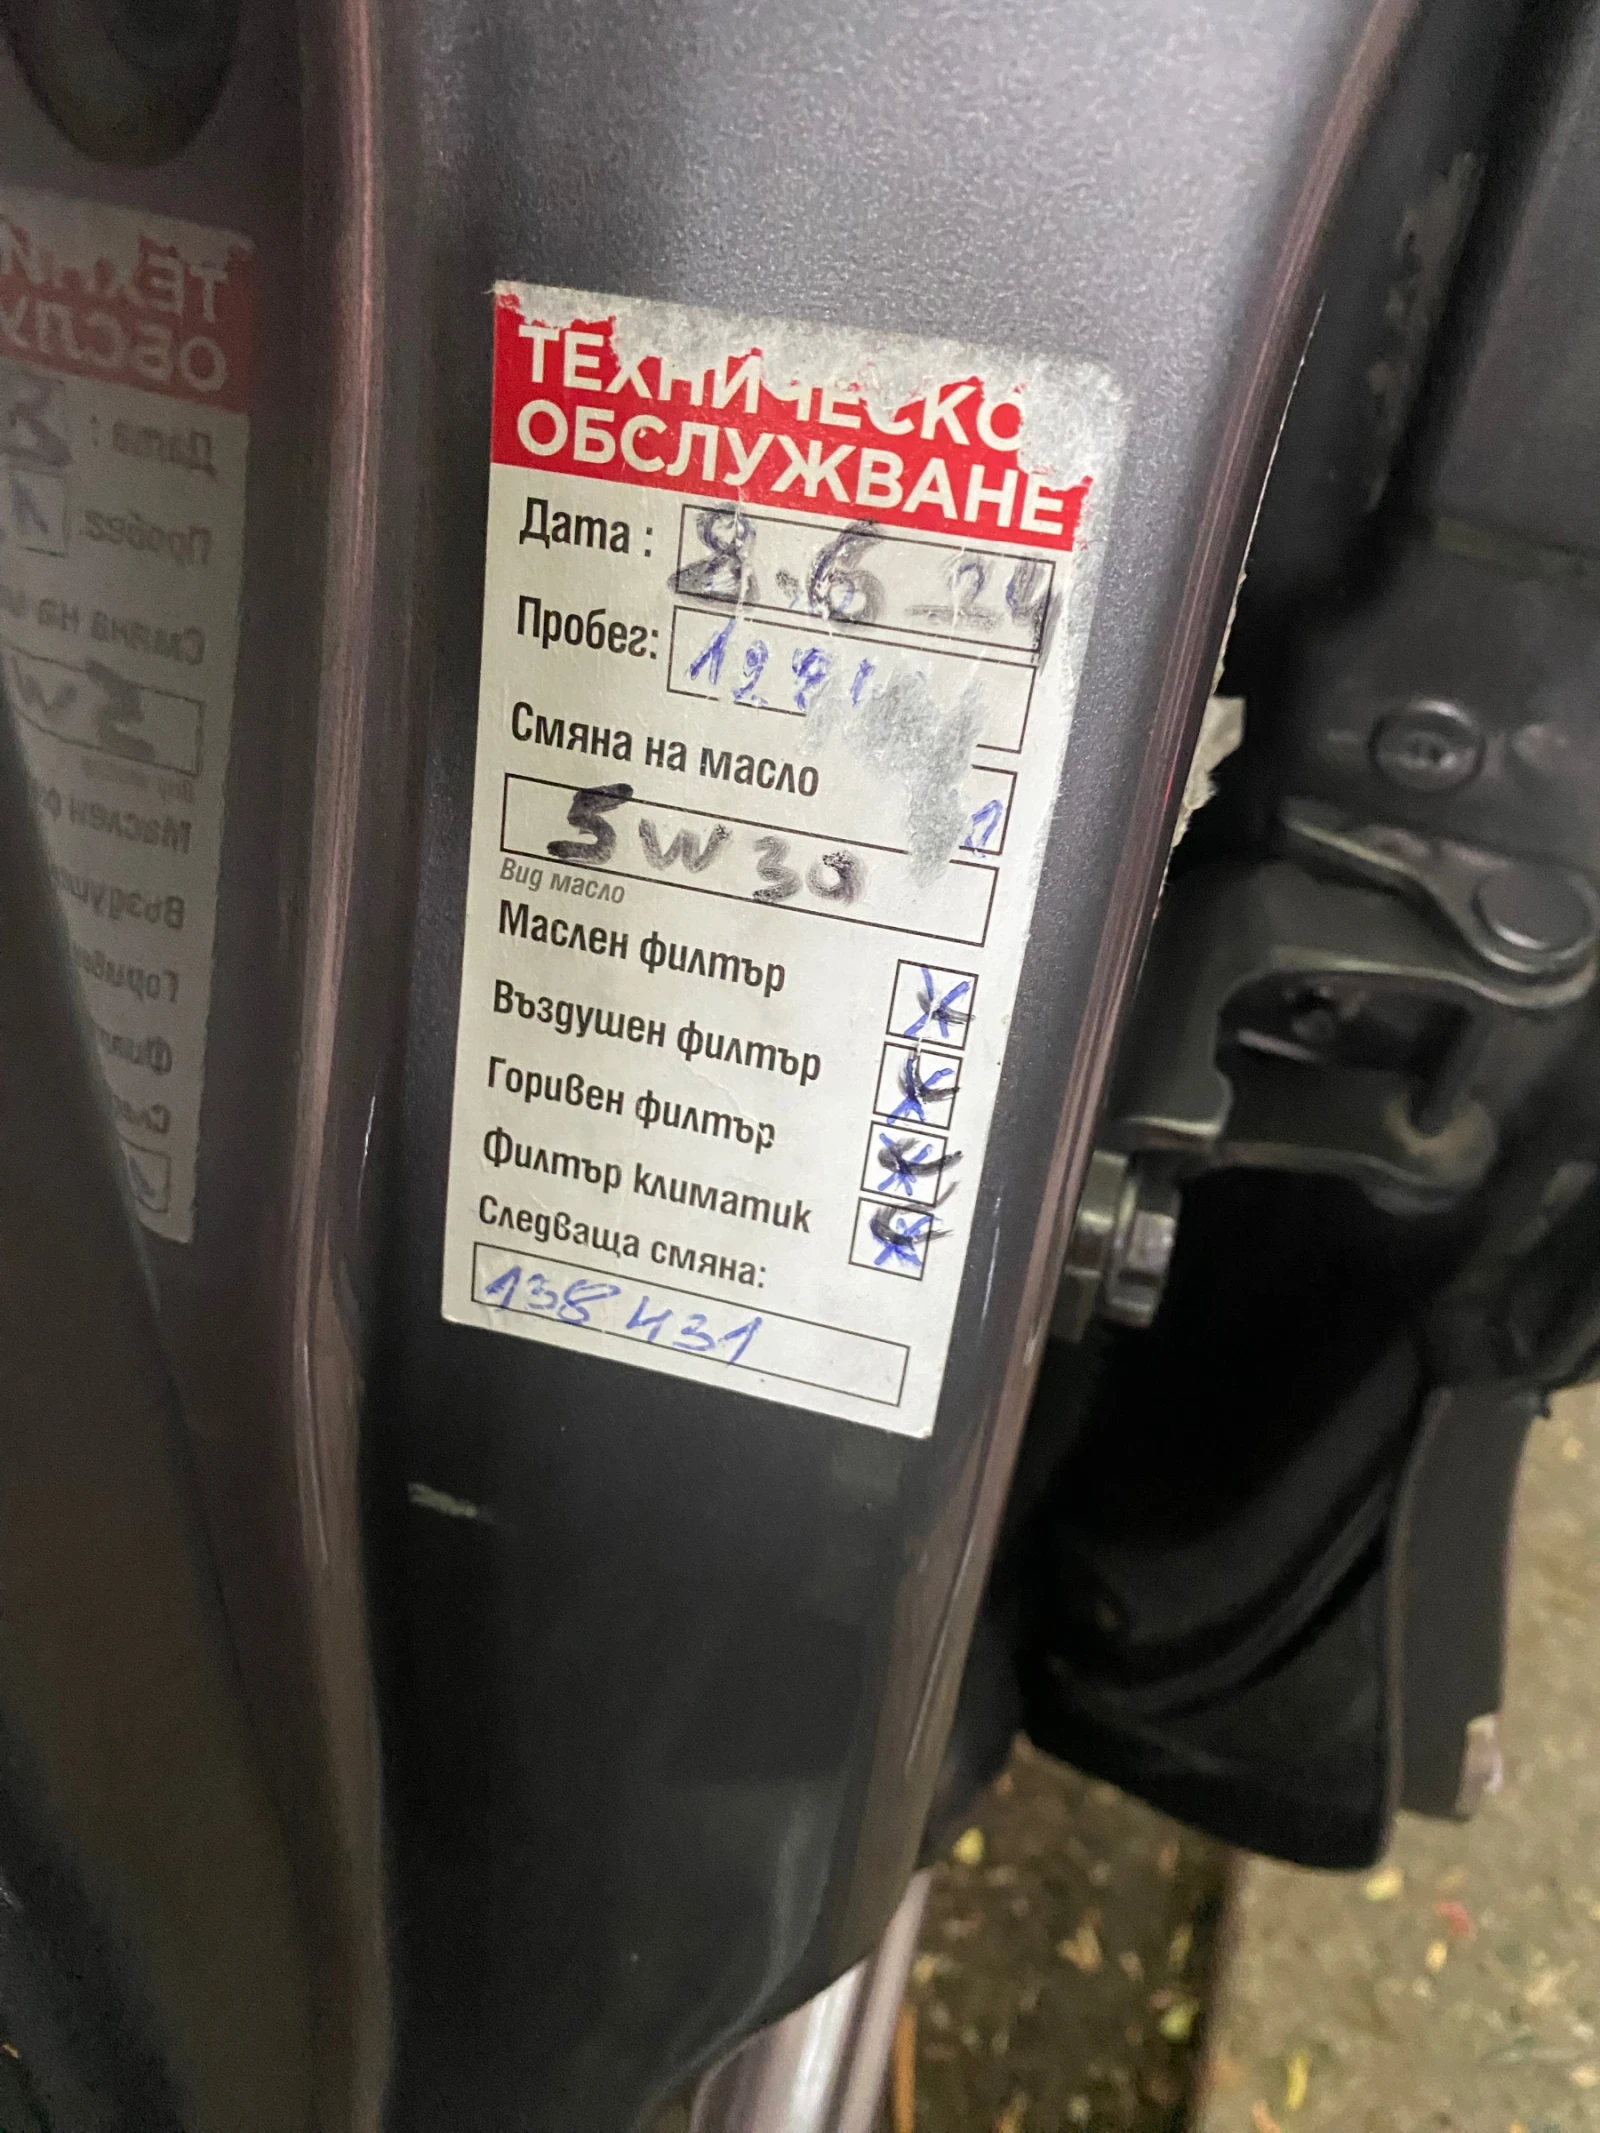 ТЕХНИЧЕСКО
ОБСЛУЖВАНЕ
Дата : 8.6 24
Пробег:
Смяна на масло
5W30
Вид масло
Маслен филтър X
Въздушен филтър X
Горивен филтър X
Филтър климатик X
Следваща смяна:
138 431